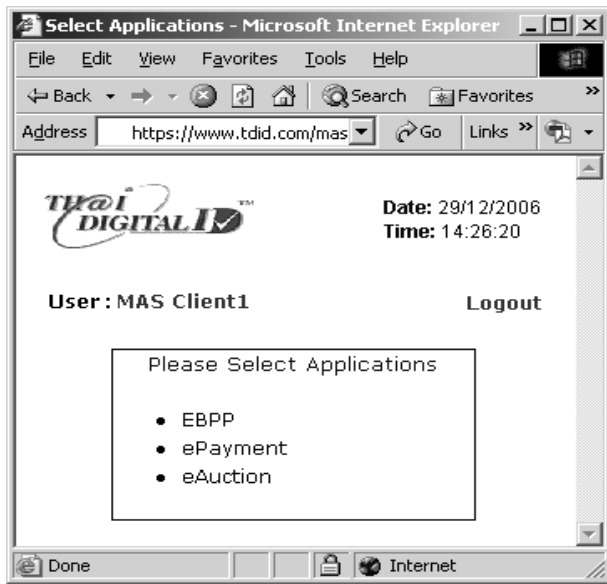 Select Applications - Microsoft Internet Explorer
File Edit View Favorites Tools Help
Back Search Favorites »
Address https://www.tdid.com/mas Go Links »
TH@i
DIGITAL ID™
Date: 29/12/2006
Time: 14:26:20
User : MAS Client1 Logout
Please Select Applications
• EBPP
• ePayment
• eAuction
Done Internet